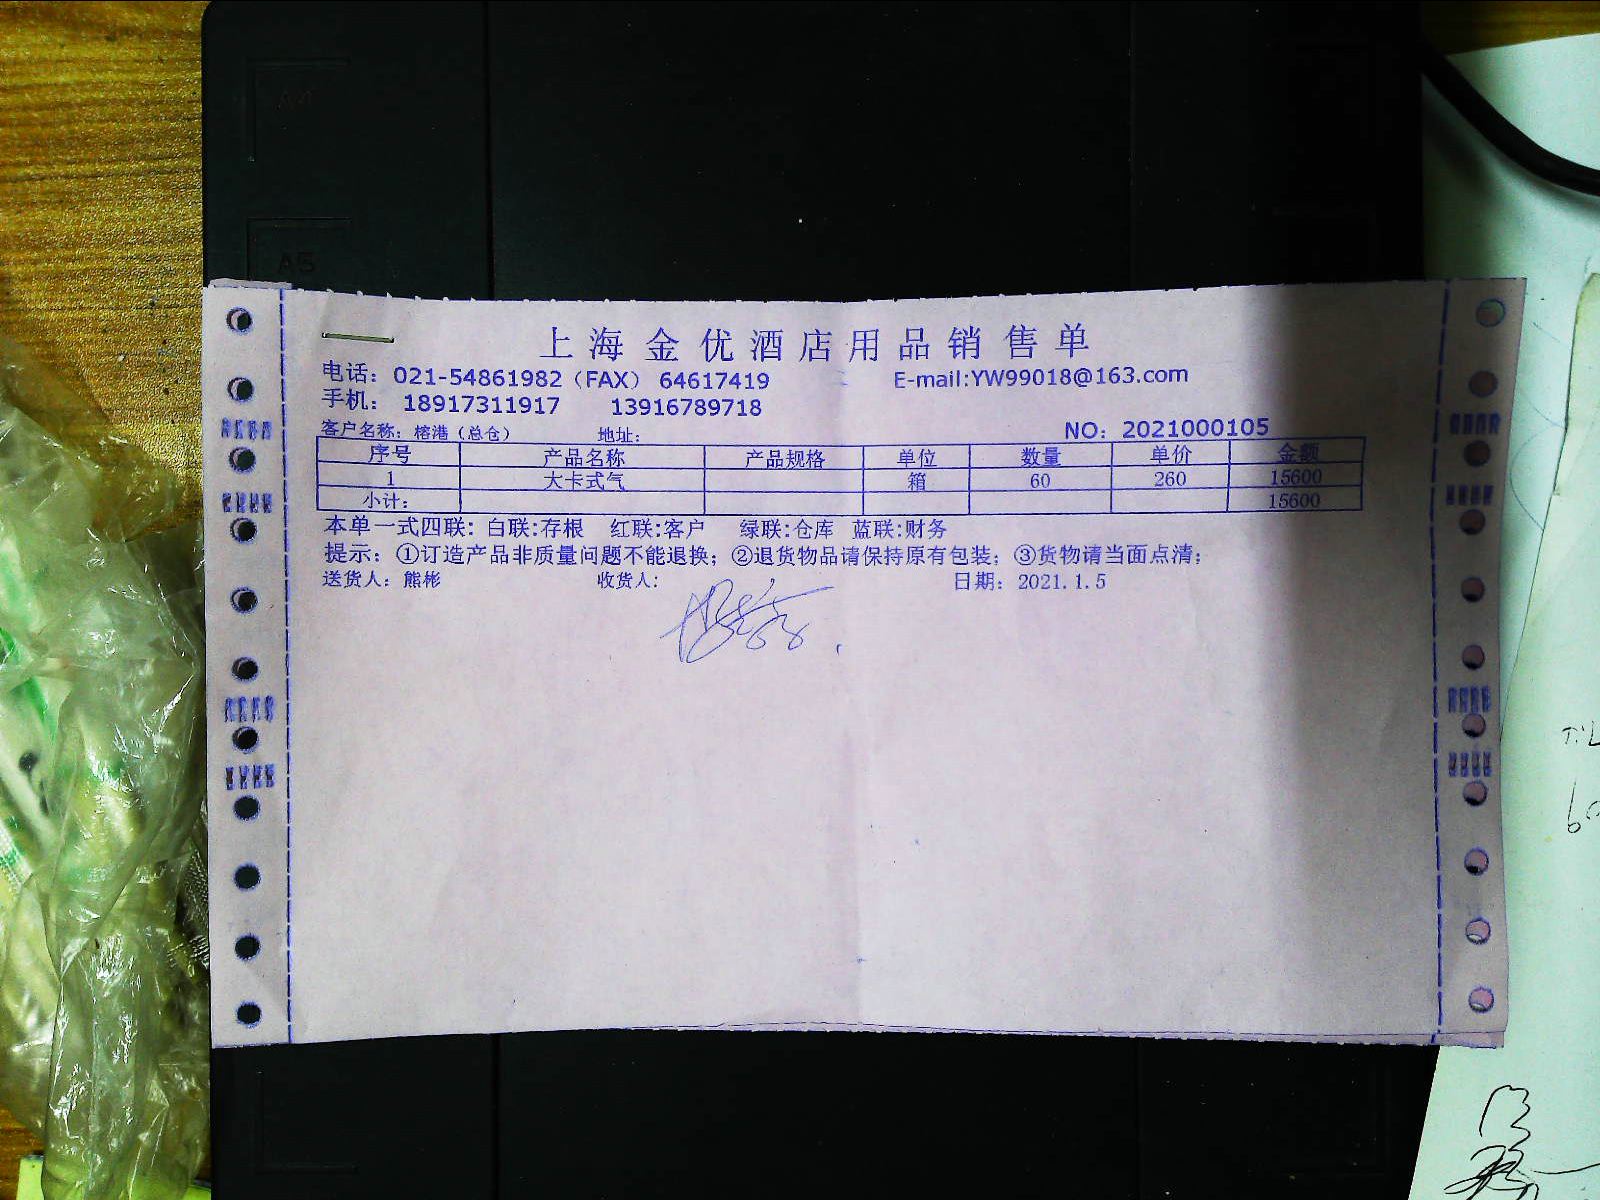 A4
A5
上海金优酒店用品销售单
电话：021-54861982（FAX） 64617419 E-mail:YW99018@163.com
手机： 18917311917 13916789718
客户名称：榕港（总仓） 地址：
NO：2021000105
序号 产品名称 产品规格 单位 数量 单价 金额
1 大卡式气 箱 60 260 15600
小计： 15600
本单一式四联：白联:存根 红联:客户 绿联:仓库 蓝联:财务
提示：①订造产品非质量问题不能退换；②退货物品请保持原有包装；③货物请当面点清；
送货人：熊彬 收货人： 日期：2021.1.5